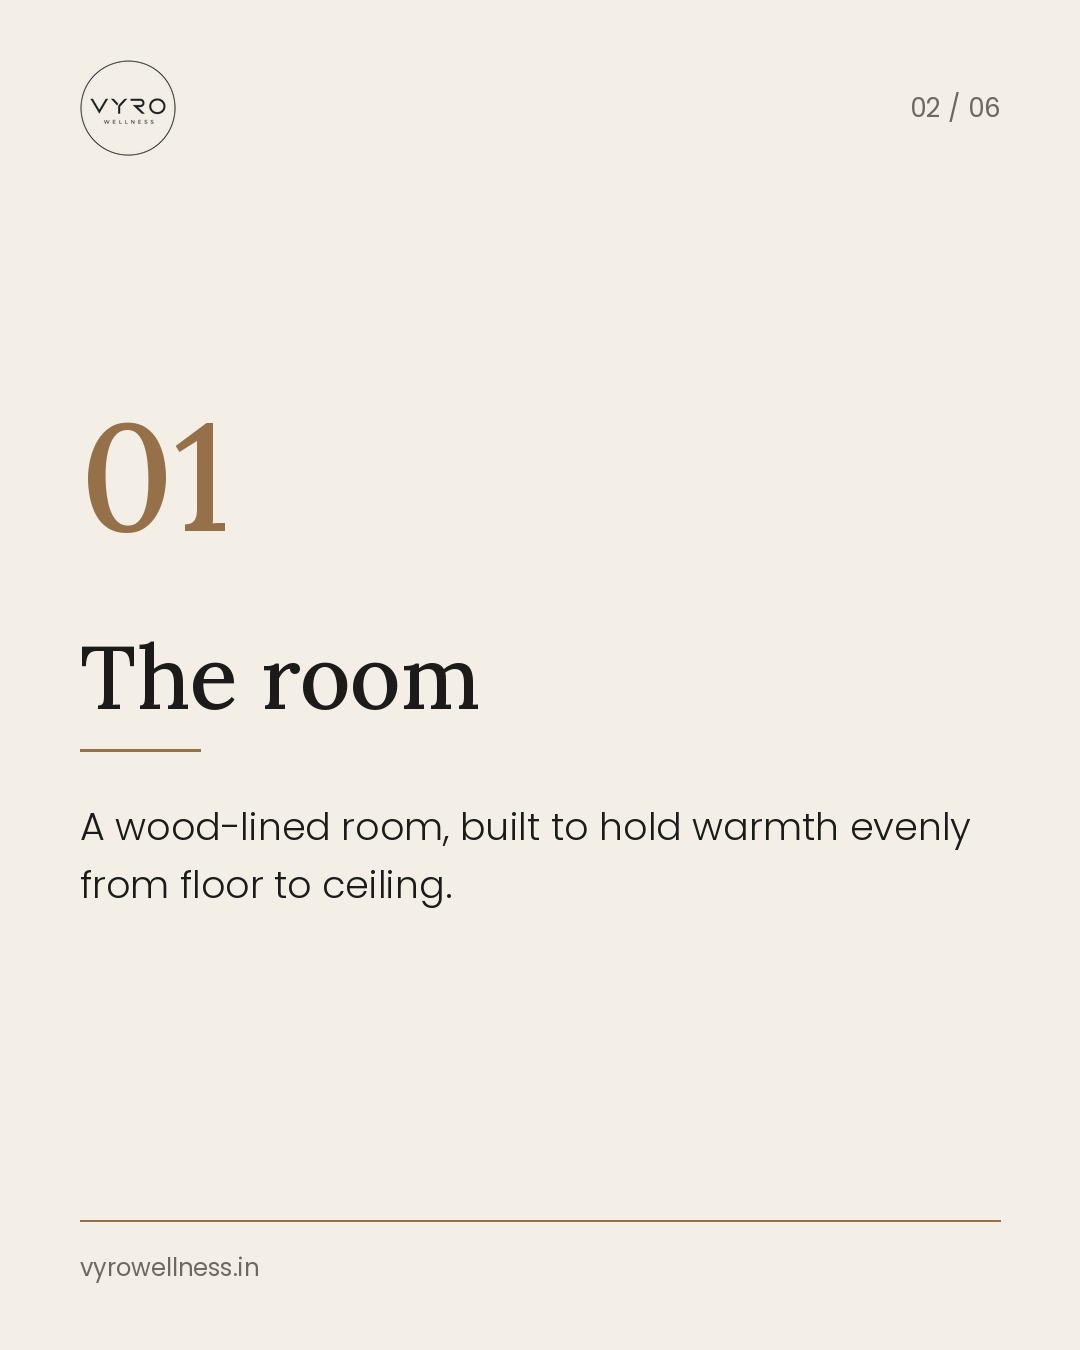 VYRO
WELLNESS
02 / 06
01
The room
A wood-lined room, built to hold warmth evenly
from floor to ceiling.
vyrowellness.in